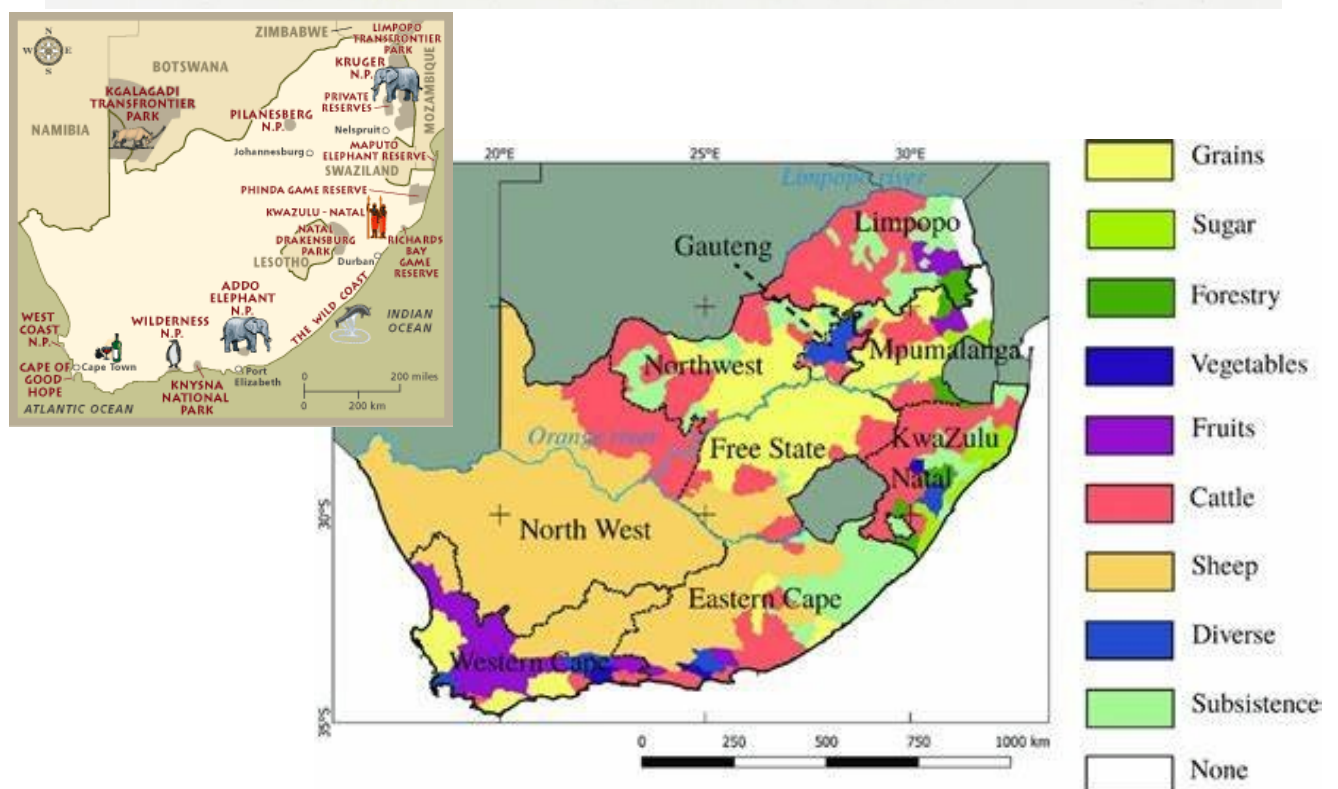 N
W
E
S
ZIMBABWE
LIMPOPO
TRANSFRONTIER
PARK
BOTSWANA
KRUGER
N.P.
MOZAMBIQUE
KGALAGADI
TRANSFRONTIER
PARK
PRIVATE
RESERVES
NAMIBIA
PILANESBERG
N.P.
Nelspruit
Johannesburg
MAPUTO
ELEPHANT RESERVE
SWAZILAND
PHINDA GAME RESERVE
KWAZULU - NATAL
NATAL
DRAKENSBURG
PARK
RICHARDS
BAY
GAME
RESERVE
LESOTHO
Durban
THE WILD COAST
ADDO
ELEPHANT
N.P.
INDIAN
OCEAN
WEST
COAST
N.P.
WILDERNESS
N.P.
Cape Town
CAPE OF
GOOD
HOPE
Port
Elizabeth
KNYSNA
NATIONAL
PARK
0
200 miles
0
200 km
ATLANTIC OCEAN
20°E
25°E
30°E
Limpopo river
Limpopo
Gauteng
Northwest
Mpumalanga
Orange river
Free State
KwaZulu
Natal
30°S
North West
Eastern Cape
Western Cape
35°S
0
250
500
750
1000 km
Grains
Sugar
Forestry
Vegetables
Fruits
Cattle
Sheep
Diverse
Subsistence
None